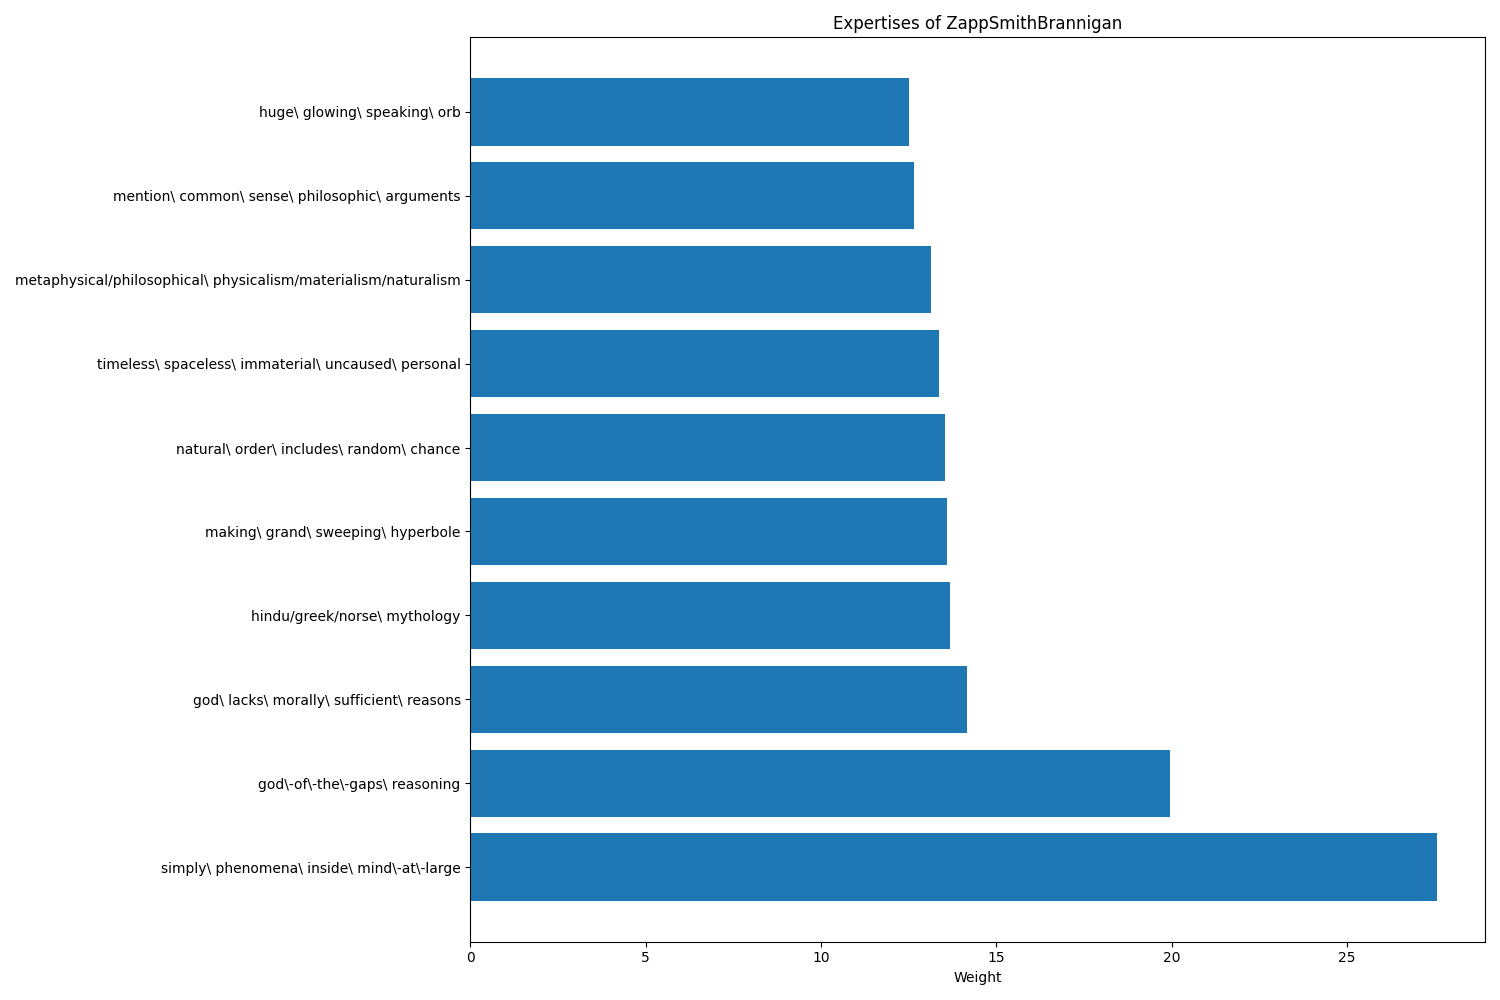 Expertises of ZappSmithBrannigan
huge\ glowing\ speaking\ orb
mention\ common\ sense\ philosophic\ arguments
metaphysical/philosophical\ physicalism/materialism/naturalism
timeless\ spaceless\ immaterial\ uncaused\ personal
natural\ order\ includes\ random\ chance
making\ grand\ sweeping\ hyperbole
hindu/greek/norse\ mythology
god\ lacks\ morally\ sufficient\ reasons
god\-of\-the\-gaps\ reasoning
simply\ phenomena\ inside\ mind\-at\-large
0 5 10 15 20 25
Weight